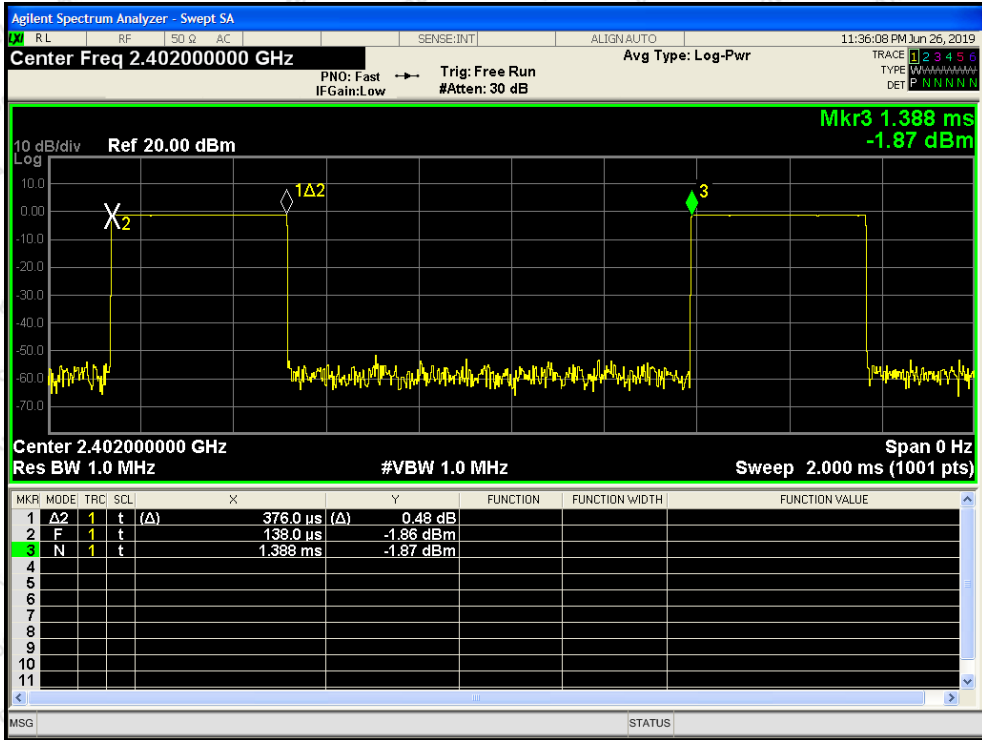 Agilent Spectrum Analyzer - Swept SA
LXI RL RF 50 Ω AC SENSE:INT ALIGN AUTO 11:36:08 PM Jun 26, 2019
Center Freq 2.402000000 GHz
PNO: Fast
IFGain:Low
Trig: Free Run
#Atten: 30 dB
Avg Type: Log-Pwr
TRACE 1 2 3 4 5 6
TYPE W
DET P N N N N N
Mkr3 1.388 ms
-1.87 dBm
10 dB/div Ref 20.00 dBm
Log
10.0
0.00
-10.0
-20.0
-30.0
-40.0
-50.0
-60.0
-70.0
2
1Δ2
3
Center 2.402000000 GHz Span 0 Hz
Res BW 1.0 MHz #VBW 1.0 MHz Sweep 2.000 ms (1001 pts)
MKR MODE TRC SCL X Y FUNCTION FUNCTION WIDTH FUNCTION VALUE
1 Δ2 1 t (Δ) 376.0 µs (Δ) 0.48 dB
2 F 1 t 138.0 µs -1.86 dBm
3 N 1 t 1.388 ms -1.87 dBm
4
5
6
7
8
9
10
11
MSG STATUS